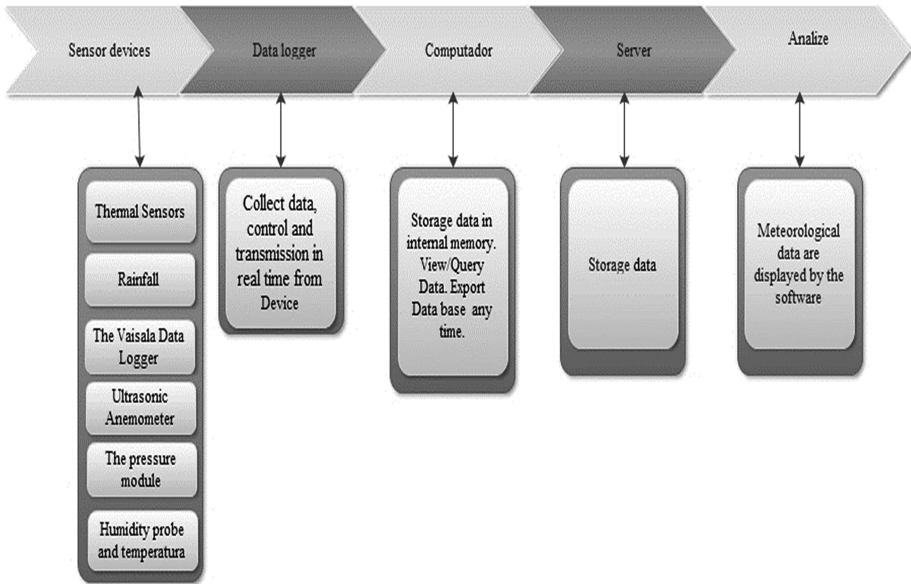 Sensor devices
Data logger
Computador
Server
Analize
Thermal Sensors
Rainfall
The Vaisala Data
Logger
Ultrasonic
Anemometer
The pressure
module
Humidity probe
and temperatura
Collect data,
control and
transmission in
real time from
Device
Storage data in
internal memory.
View/Query
Data. Export
Data base any
time.
Storage data
Meteorological
data are
displayed by the
software